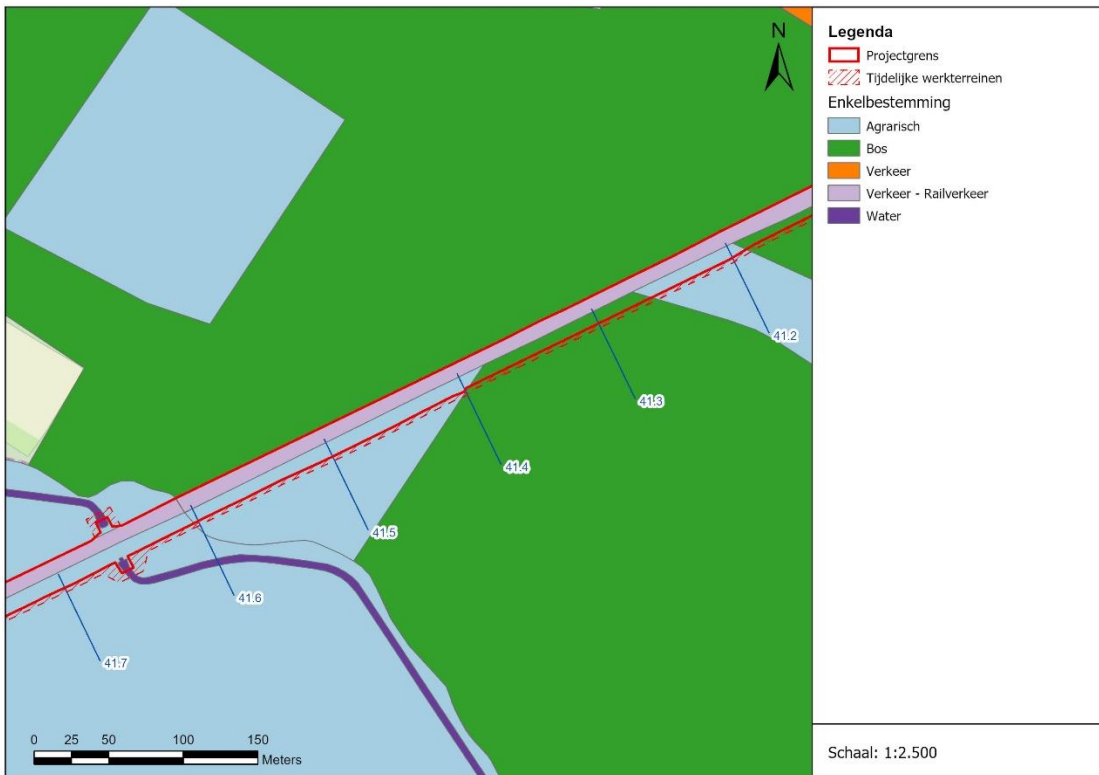 N
41.2
41.3
41.4
41.5
41.6
41.7
0 25 50 100 150
Meters
Legenda
Projectgrens
Tijdelijke werkterreinen
Enkelbestemming
Agrarisch
Bos
Verkeer
Verkeer - Railverkeer
Water
Schaal: 1:2.500